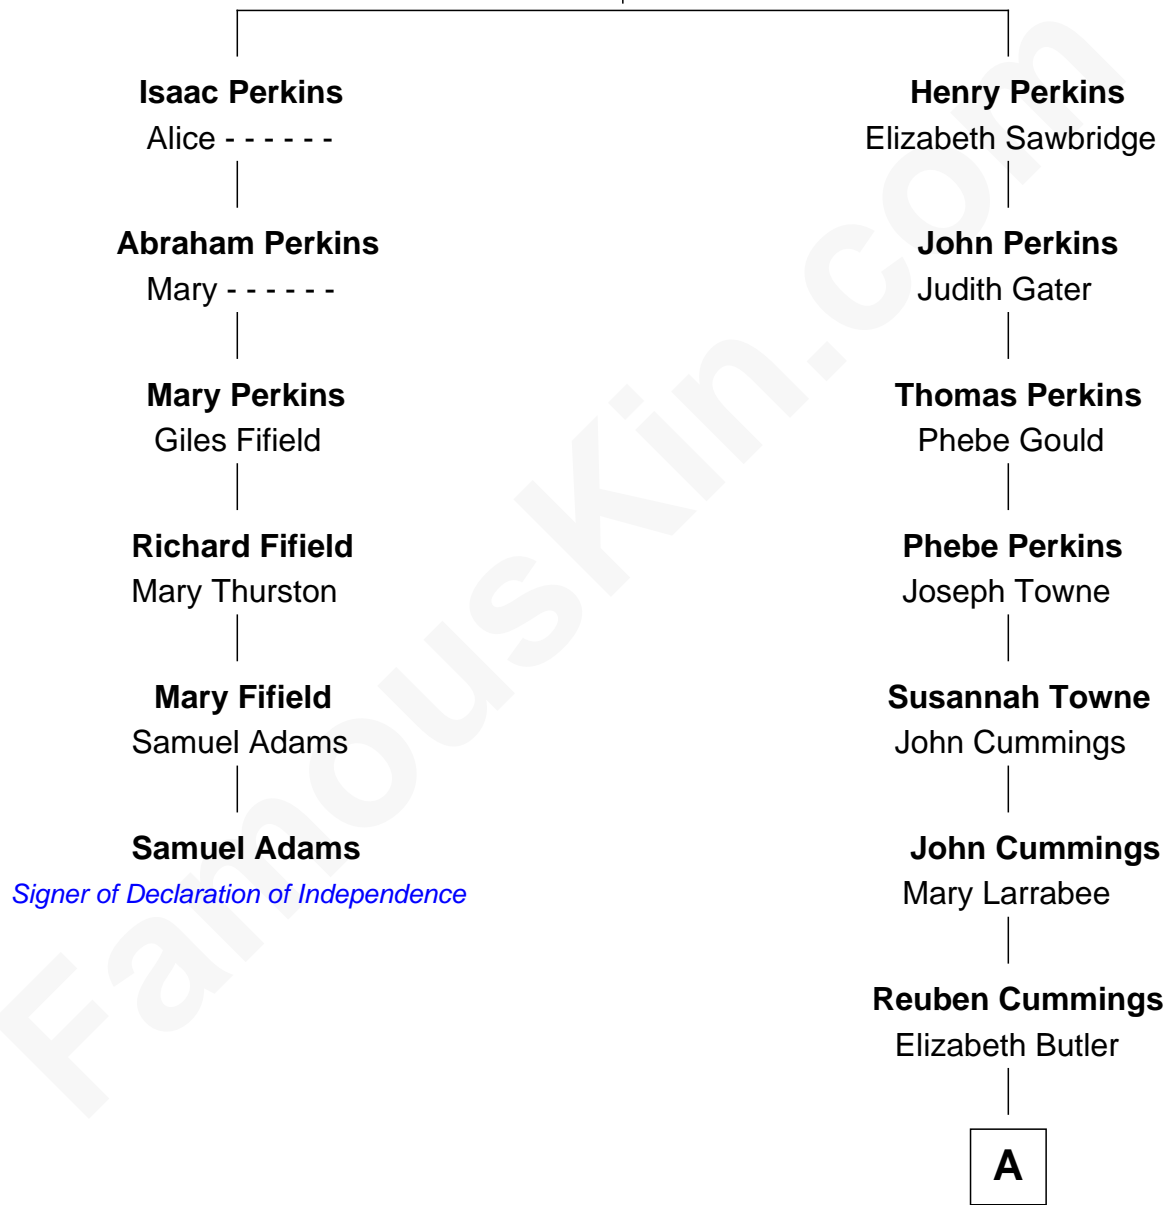 Isaac Perkins
Alice - - - - - -
Abraham Perkins
Mary - - - - - -
Mary Perkins
Giles Fifield
Richard Fifield
Mary Thurston
Mary Fifield
Samuel Adams
Samuel Adams
Signer of Declaration of Independence
Henry Perkins
Elizabeth Sawbridge
John Perkins
Judith Gater
Thomas Perkins
Phebe Gould
Phebe Perkins
Joseph Towne
Susannah Towne
John Cummings
John Cummings
Mary Larrabee
Reuben Cummings
Elizabeth Butler
A
FamousKin.com